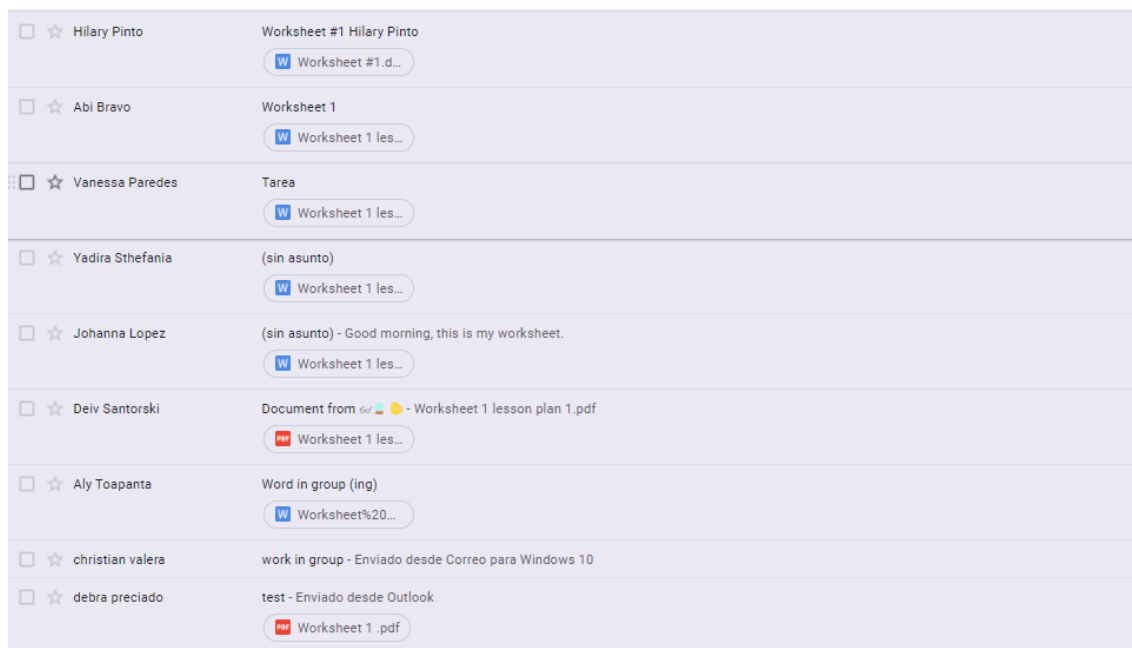 Hilary Pinto Worksheet #1 Hilary Pinto
W Worksheet #1.d...
Abi Bravo Worksheet 1
W Worksheet 1 les...
Vanessa Paredes Tarea
W Worksheet 1 les...
Yadira Sthefania (sin asunto)
W Worksheet 1 les...
Johanna Lopez (sin asunto) - Good morning, this is my worksheet.
W Worksheet 1 les...
Deiv Santorski Document from 👓🧊🐤 - Worksheet 1 lesson plan 1.pdf
PDF Worksheet 1 les...
Aly Toapanta Word in group (ing)
W Worksheet%20...
christian valera work in group - Enviado desde Correo para Windows 10
debra preciado test - Enviado desde Outlook
PDF Worksheet 1 .pdf